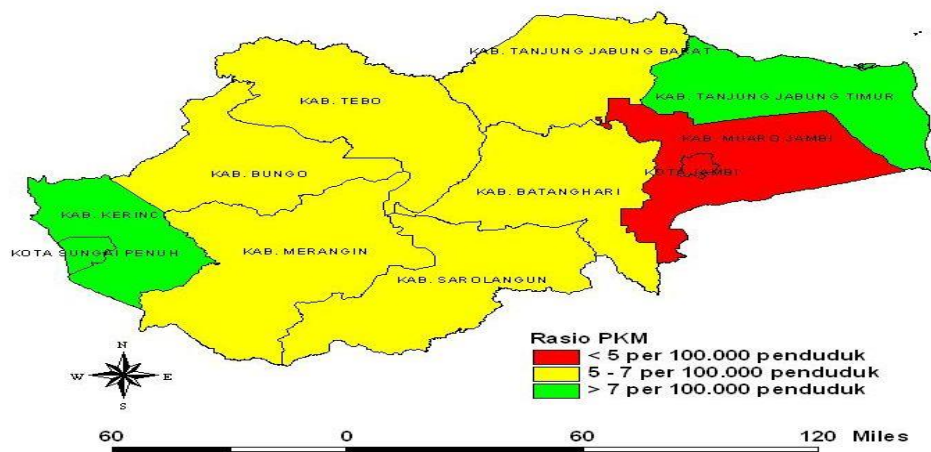 KAB. TANJUNG JABUNG BARAT
KAB. TEBO
KAB. TANJUNG JABUNG TIMUR
KAB. MUARO JAMBI
KOTA JAMBI
KAB. BUNGO
KAB. BATANGHARI
KAB. KERINCI
KOTA SUNGAI PENUH
KAB. MERANGIN
KAB. SAROLANGUN
Rasio PKM
< 5 per 100.000 penduduk
5 - 7 per 100.000 penduduk
> 7 per 100.000 penduduk
N
W E
S
60 0 60 120 Miles